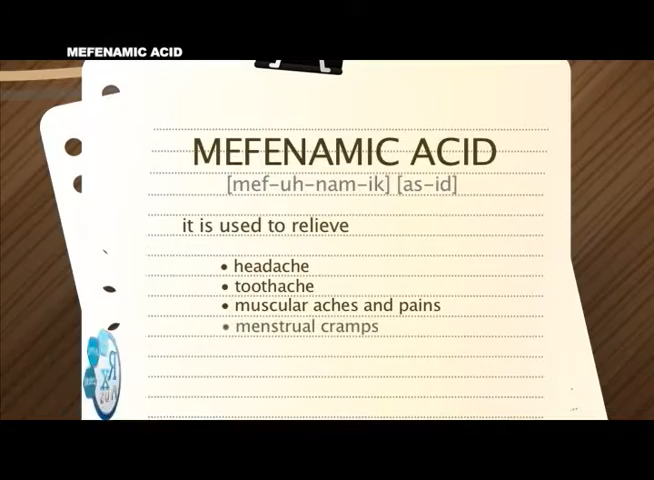 MEFENAMIC ACID
MEFENAMIC ACID
[mef-uh-nam-ik] [as-id]
it is used to relieve
• headache
• toothache
• muscular aches and pains
• menstrual cramps